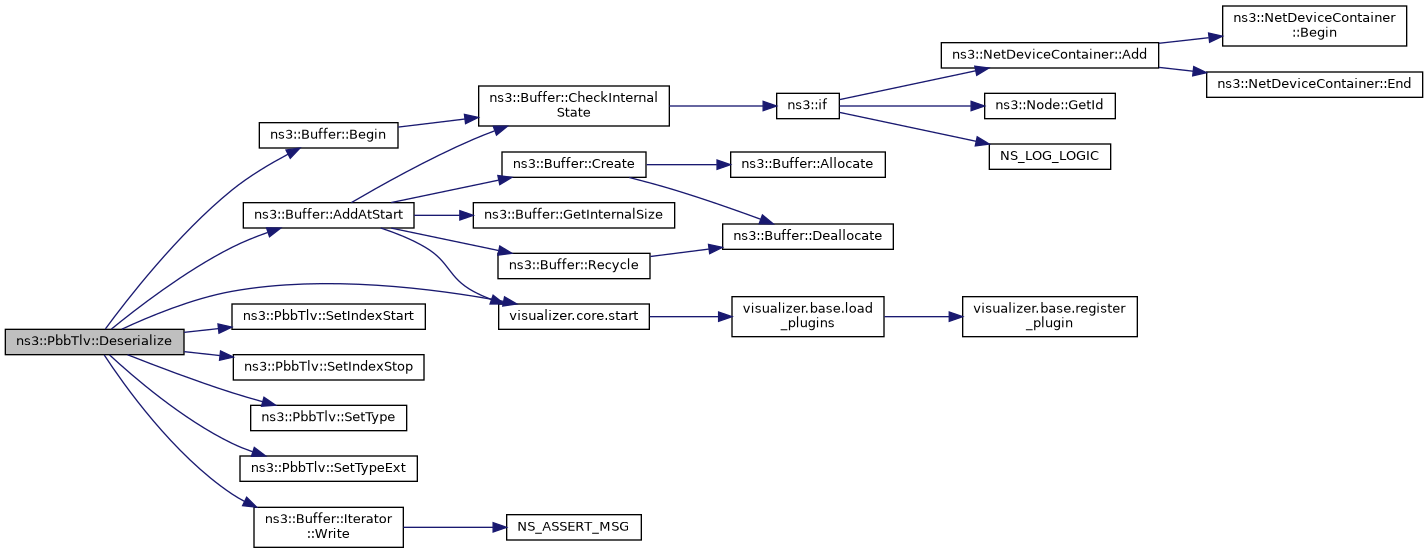 ns3::PbbTlv::Deserialize
ns3::Buffer::Begin
ns3::Buffer::AddAtStart
ns3::PbbTlv::SetIndexStart
ns3::PbbTlv::SetIndexStop
ns3::PbbTlv::SetType
ns3::PbbTlv::SetTypeExt
ns3::Buffer::Iterator
::Write
ns3::Buffer::CheckInternal
State
ns3::Buffer::Create
ns3::Buffer::GetInternalSize
ns3::Buffer::Recycle
visualizer.core.start
NS_ASSERT_MSG
ns3::if
ns3::Buffer::Allocate
ns3::Buffer::Deallocate
visualizer.base.load
_plugins
ns3::NetDeviceContainer::Add
ns3::Node::GetId
NS_LOG_LOGIC
visualizer.base.register
_plugin
ns3::NetDeviceContainer
::Begin
ns3::NetDeviceContainer::End